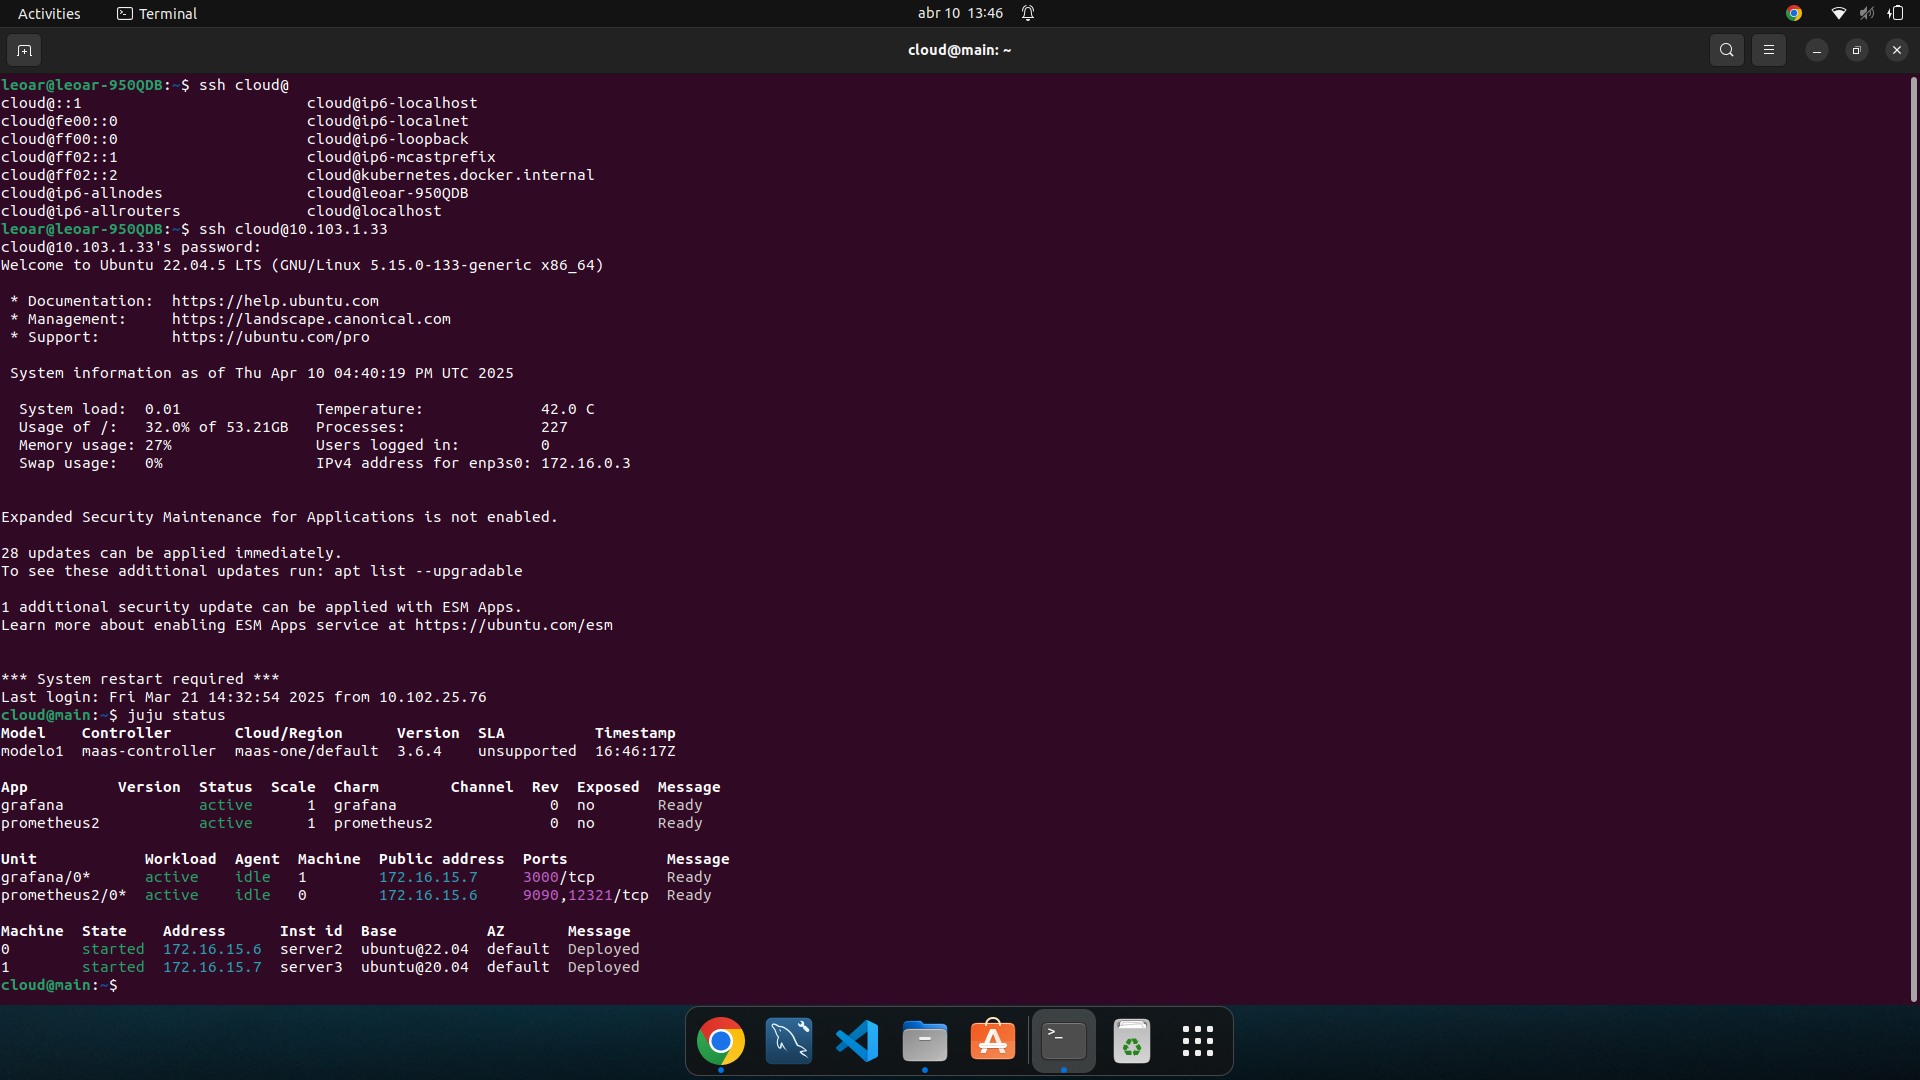 Activities Terminal abr 10 13:46
cloud@main: ~
leoar@leoar-950QDB:~$ ssh cloud@
cloud@::1                         cloud@ip6-localhost
cloud@fe00::0                     cloud@ip6-localnet
cloud@ff00::0                     cloud@ip6-loopback
cloud@ff02::1                     cloud@ip6-mcastprefix
cloud@ff02::2                     cloud@kubernetes.docker.internal
cloud@ip6-allnodes                cloud@leoar-950QDB
cloud@ip6-allrouters              cloud@localhost
leoar@leoar-950QDB:~$ ssh cloud@10.103.1.33
cloud@10.103.1.33's password:
Welcome to Ubuntu 22.04.5 LTS (GNU/Linux 5.15.0-133-generic x86_64)
 * Documentation:  https://help.ubuntu.com
 * Management:     https://landscape.canonical.com
 * Support:        https://ubuntu.com/pro
 System information as of Thu Apr 10 04:40:19 PM UTC 2025
  System load:  0.01               Temperature:             42.0 C
  Usage of /:   32.0% of 53.21GB   Processes:               227
  Memory usage: 27%                Users logged in:         0
  Swap usage:   0%                 IPv4 address for enp3s0: 172.16.0.3
Expanded Security Maintenance for Applications is not enabled.
28 updates can be applied immediately.
To see these additional updates run: apt list --upgradable
1 additional security update can be applied with ESM Apps.
Learn more about enabling ESM Apps service at https://ubuntu.com/esm
*** System restart required ***
Last login: Fri Mar 21 14:32:54 2025 from 10.102.25.76
cloud@main:~$ juju status
Model    Controller       Cloud/Region      Version  SLA          Timestamp
modelo1  maas-controller  maas-one/default  3.6.4    unsupported  16:46:17Z
App          Version  Status  Scale  Charm        Channel  Rev  Exposed  Message
grafana               active      1  grafana                 0  no       Ready
prometheus2           active      1  prometheus2             0  no       Ready
Unit            Workload  Agent  Machine  Public address  Ports           Message
grafana/0*      active    idle   1        172.16.15.7     3000/tcp        Ready
prometheus2/0*  active    idle   0        172.16.15.6     9090,12321/tcp  Ready
Machine  State    Address      Inst id  Base          AZ       Message
0        started  172.16.15.6  server2  ubuntu@22.04  default  Deployed
1        started  172.16.15.7  server3  ubuntu@20.04  default  Deployed
cloud@main:~$